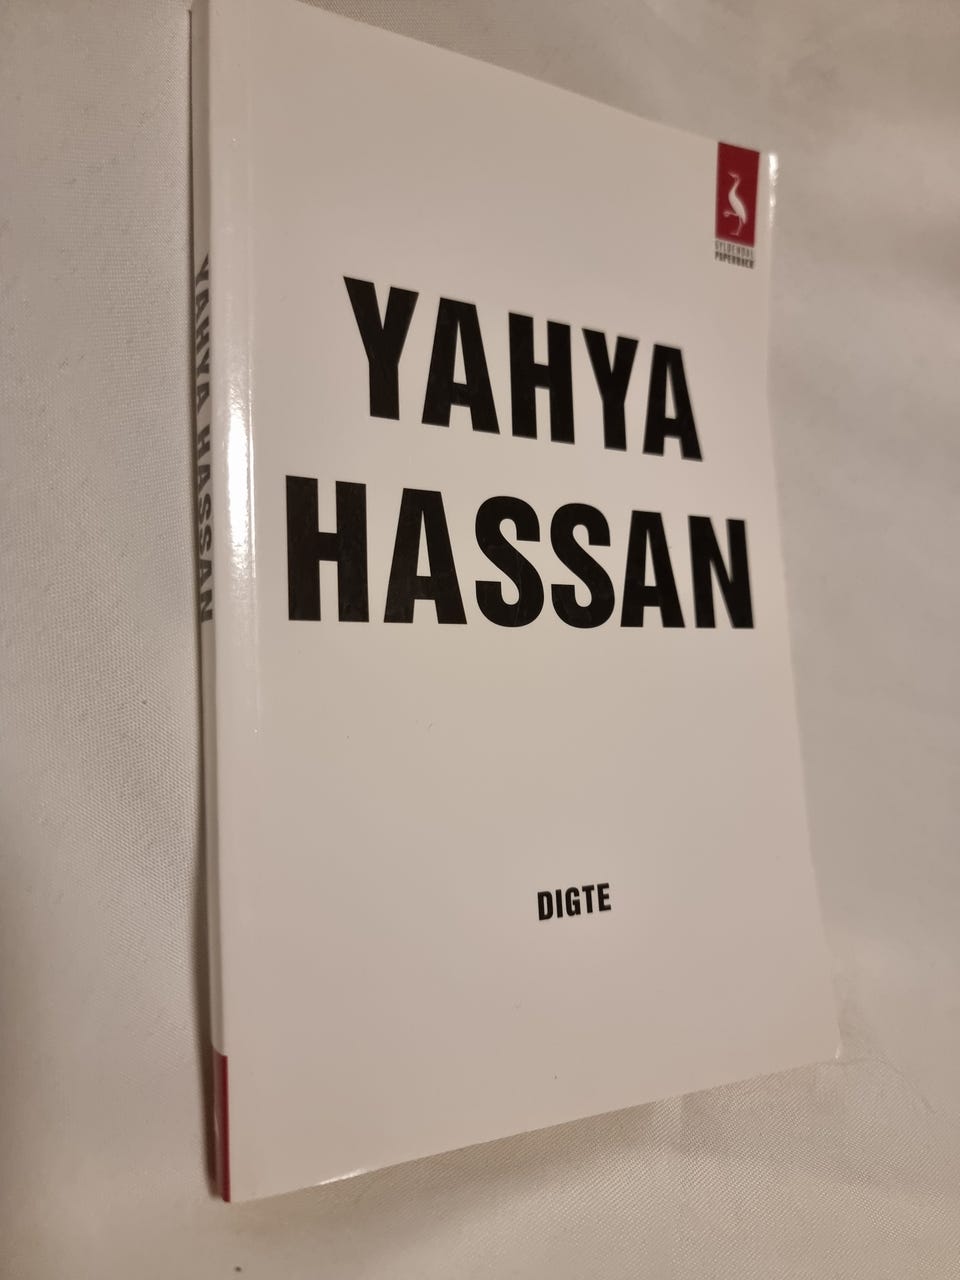 GYLDENDAL
PAPERBACK
YAHYA
HASSAN
DIGTE
YAHYA HASSAN